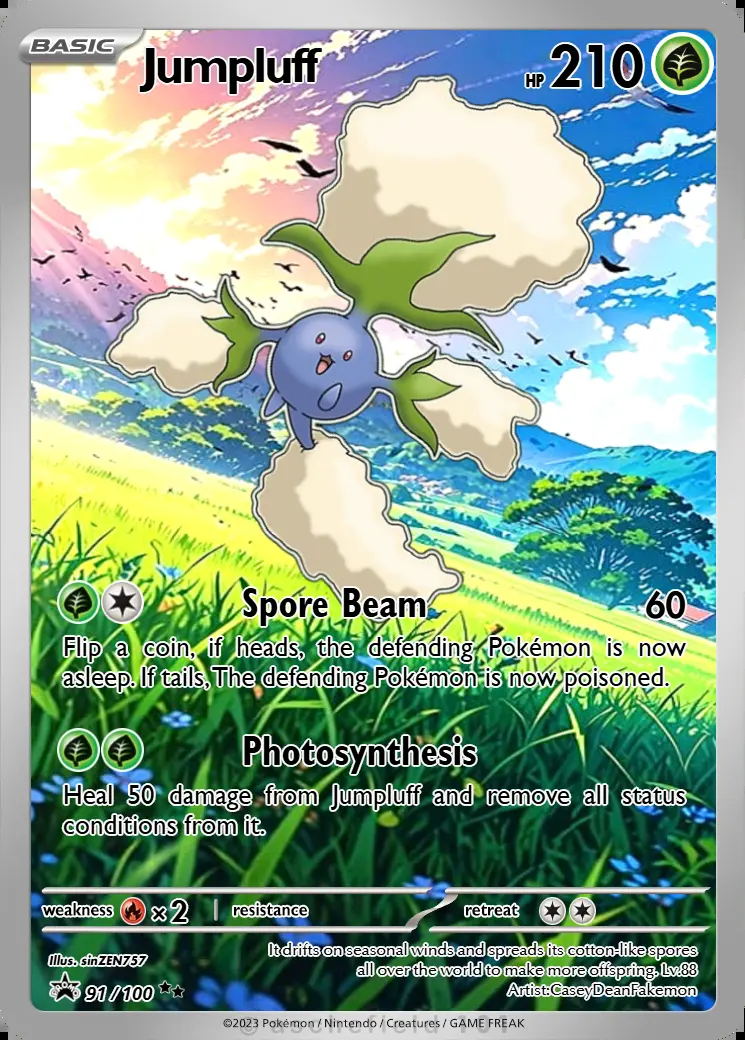 BASIC
Jumpluff
HP 210
Spore Beam 60
Flip a coin, if heads, the defending Pokémon is now
asleep. If tails, The defending Pokémon is now poisoned.
Photosynthesis
Heal 50 damage from Jumpluff and remove all status
conditions from it.
weakness ×2 resistance retreat
Illus. sinZEN757
It drifts on seasonal winds and spreads its cotton-like spores
all over the world to make more offspring. Lv.88
Artist:CaseyDeanFakemon
PROMO
91 / 100
©2023 Pokémon / Nintendo / Creatures / GAME FREAK